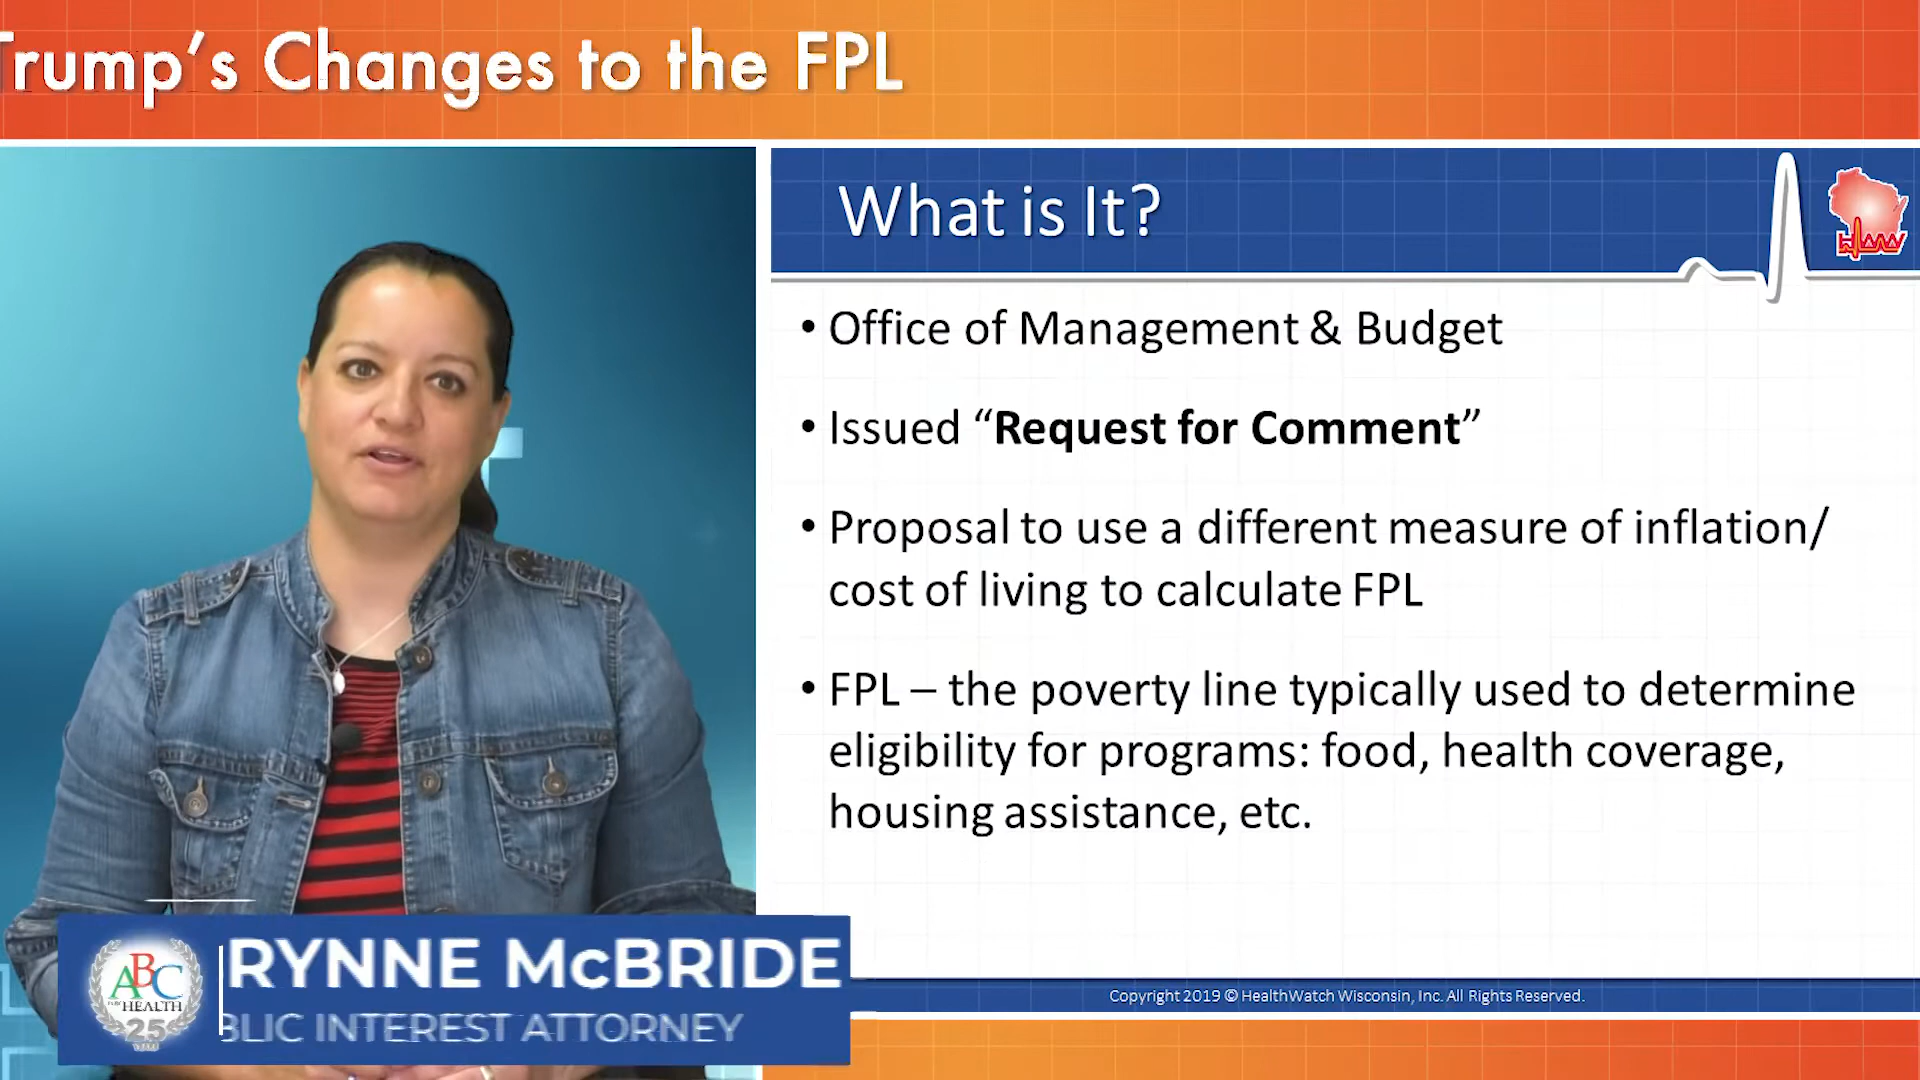 Trump's Changes to the FPL
What is It?
• Office of Management & Budget
• Issued “Request for Comment”
• Proposal to use a different measure of inflation/
cost of living to calculate FPL
• FPL – the poverty line typically used to determine
eligibility for programs: food, health coverage,
housing assistance, etc.
RYNNE McBRIDE
BLIC INTEREST ATTORNEY
ABC
HEALTH
25
YEARS
Copyright 2019 © HealthWatch Wisconsin, Inc. All Rights Reserved.